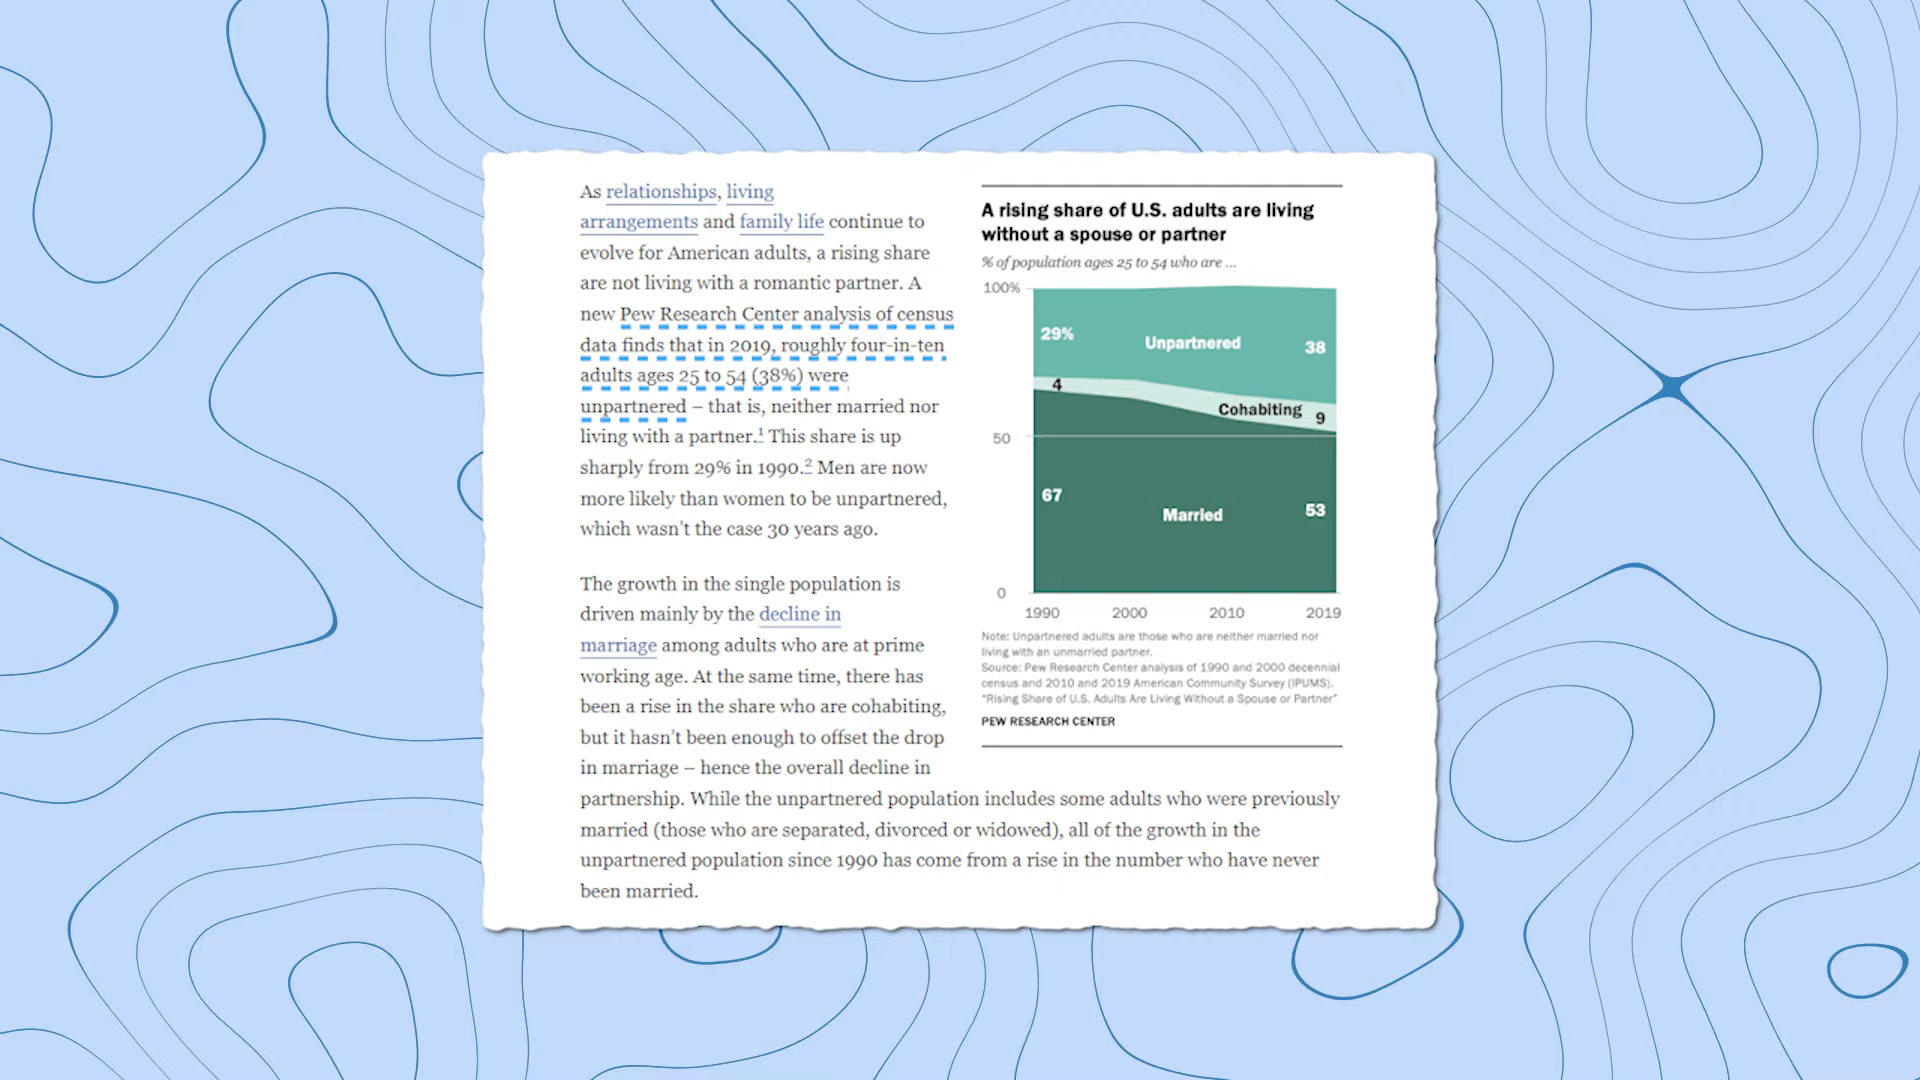 As relationships, living
arrangements and family life continue to
evolve for American adults, a rising share
are not living with a romantic partner. A
new Pew Research Center analysis of census
data finds that in 2019, roughly four-in-ten
adults ages 25 to 54 (38%) were
unpartnered – that is, neither married nor
living with a partner.1 This share is up
sharply from 29% in 1990.2 Men are now
more likely than women to be unpartnered,
which wasn’t the case 30 years ago.
The growth in the single population is
driven mainly by the decline in
marriage among adults who are at prime
working age. At the same time, there has
been a rise in the share who are cohabiting,
but it hasn’t been enough to offset the drop
in marriage – hence the overall decline in
partnership. While the unpartnered population includes some adults who were previously
married (those who are separated, divorced or widowed), all of the growth in the
unpartnered population since 1990 has come from a rise in the number who have never
been married.
A rising share of U.S. adults are living
without a spouse or partner
% of population ages 25 to 54 who are ...
100%
29%
Unpartnered
38
4
Cohabiting
9
50
67
Married
53
0
1990 2000 2010 2019
Note: Unpartnered adults are those who are neither married nor
living with an unmarried partner.
Source: Pew Research Center analysis of 1990 and 2000 decennial
census and 2010 and 2019 American Community Survey (IPUMS).
“Rising Share of U.S. Adults Are Living Without a Spouse or Partner”
PEW RESEARCH CENTER